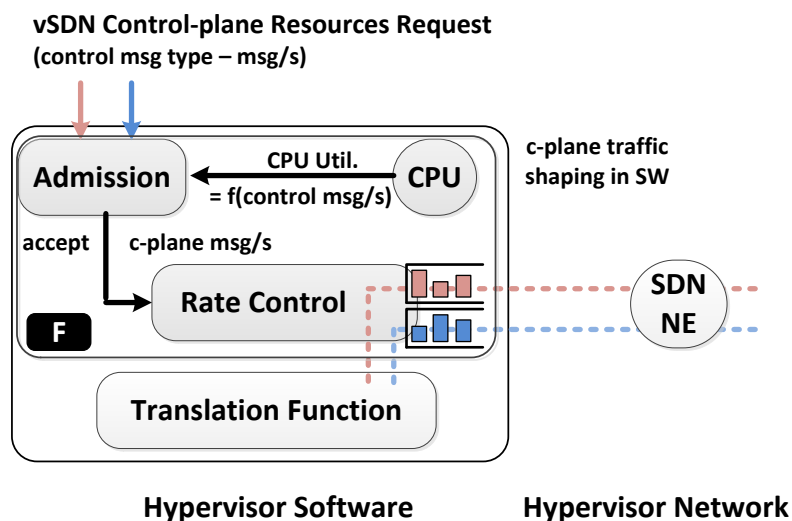 vSDN Control-plane Resources Request
(control msg type – msg/s)
Admission
CPU Util.
= f(control msg/s)
CPU
c-plane traffic
shaping in SW
accept
c-plane msg/s
Rate Control
SDN
NE
F
Translation Function
Hypervisor Software
Hypervisor Network